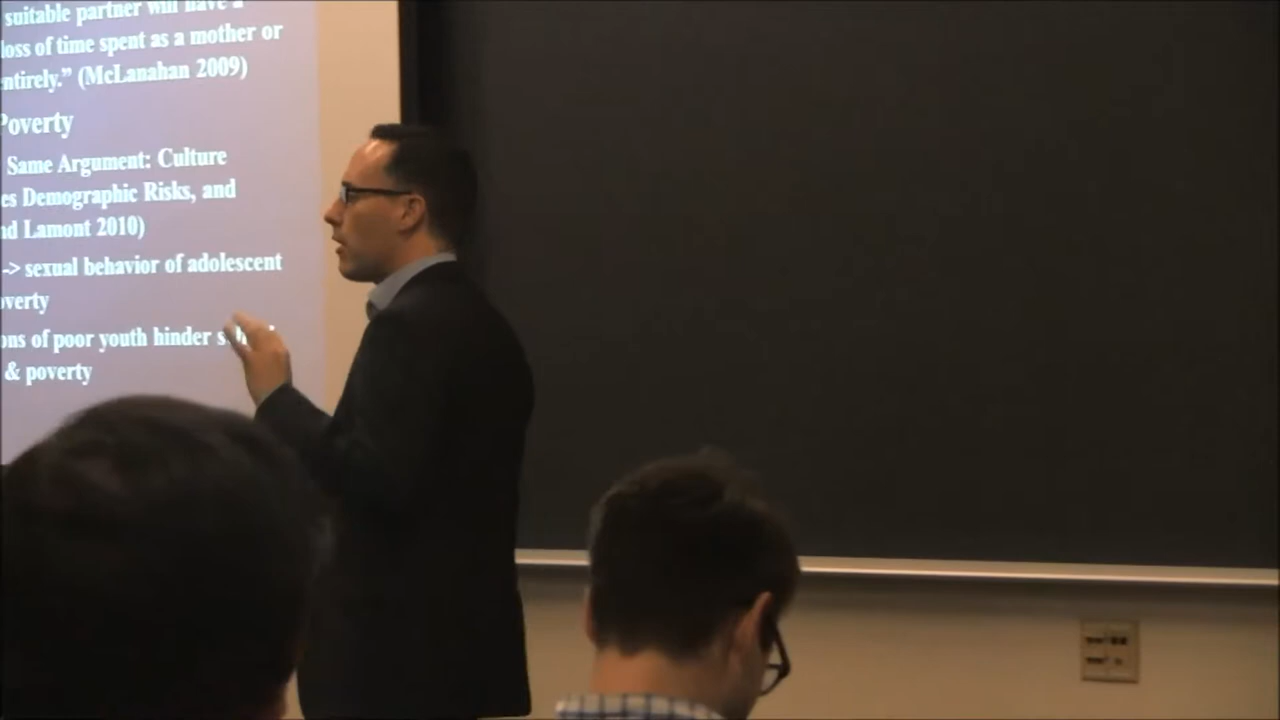 suitable partner will have a
loss of time spent as a mother or
ntirely.” (McLanahan 2009)
Poverty
Same Argument: Culture
es Demographic Risks, and
nd Lamont 2010)
-> sexual behavior of adolescent
overty
ons of poor youth hinder
& poverty